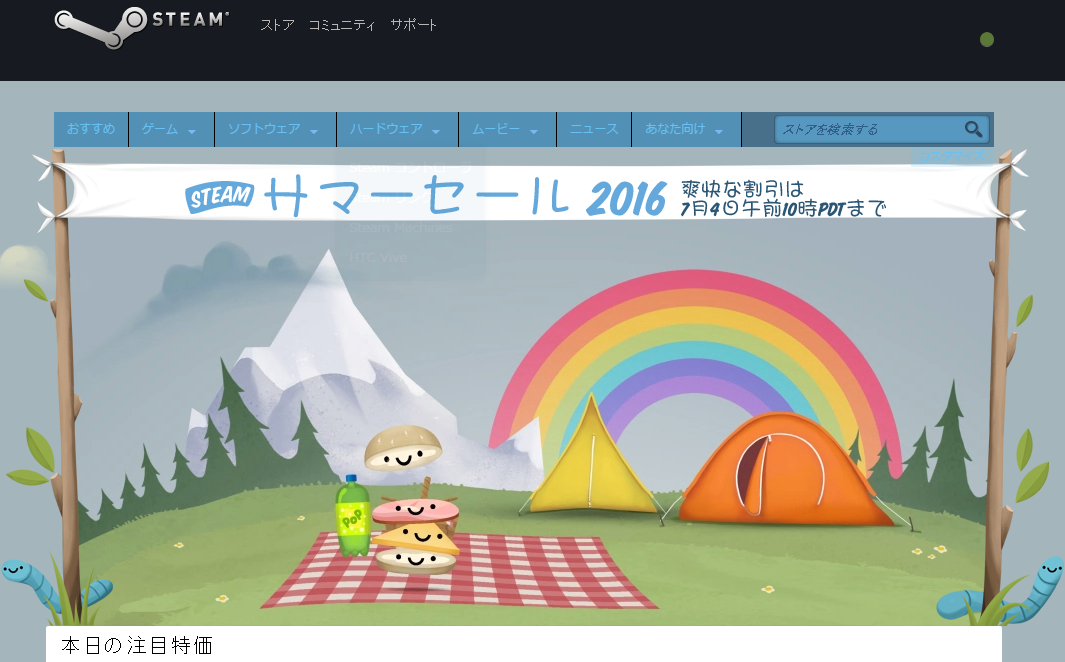 STEAM
ストア コミュニティ サポート
おすすめ ゲーム ソフトウェア ハードウェア ムービー ニュース あなた向け ストアを検索する
STEAM サマーセール 2016 爽快な割引は
7月4日午前10時PDTまで
Steam Machines
HTC Vive
POP
本日の注目特価